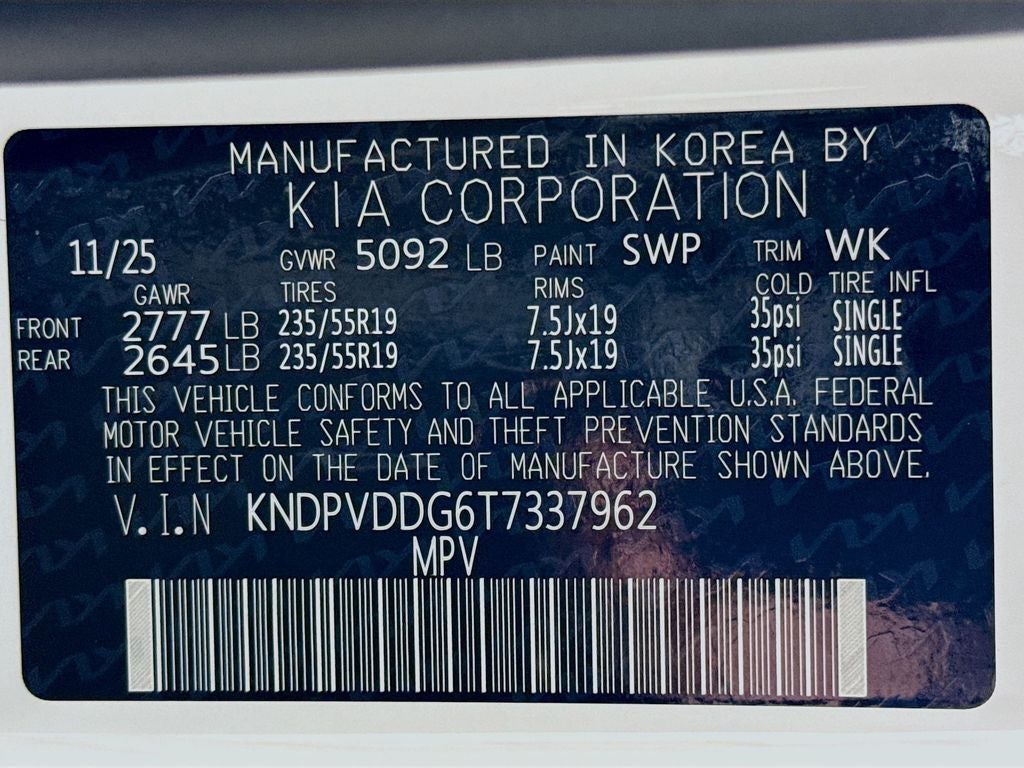 MANUFACTURED IN KOREA BY
KIA CORPORATION
11/25 GVWR 5092 LB PAINT SWP TRIM WK
GAWR TIRES RIMS COLD TIRE INFL
FRONT 2777 LB 235/55R19 7.5Jx19 35psi SINGLE
REAR 2645 LB 235/55R19 7.5Jx19 35psi SINGLE
THIS VEHICLE CONFORMS TO ALL APPLICABLE U.S.A. FEDERAL
MOTOR VEHICLE SAFETY AND THEFT PREVENTION STANDARDS
IN EFFECT ON THE DATE OF MANUFACTURE SHOWN ABOVE.
V.I.N KNDPVDDG6T7337962
MPV